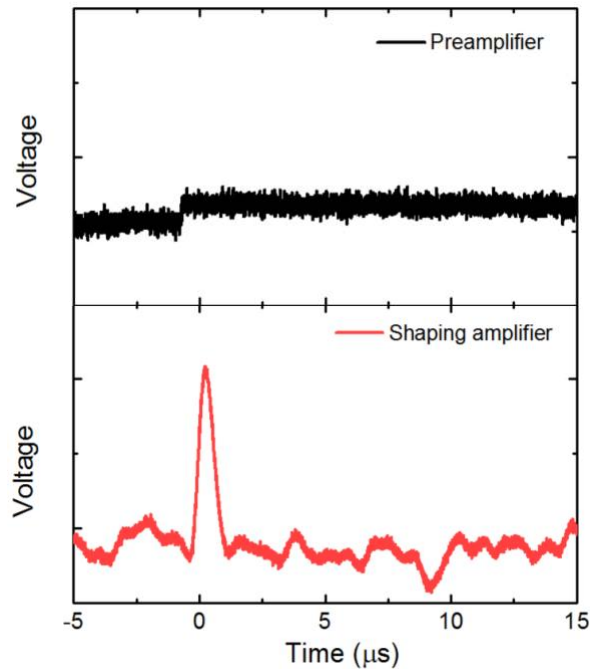 Preamplifier
Voltage
Shaping amplifier
Voltage
-5 0 5 10 15
Time (μs)